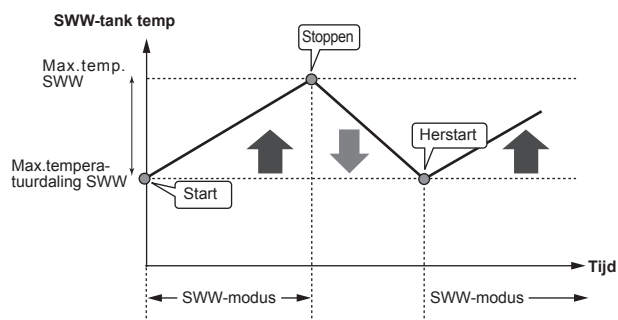 SWW-tank temp
Stoppen
Max.temp.
SWW
Herstart
Max.tempera-
tuurdaling SWW
Start
Tijd
SWW-modus
SWW-modus